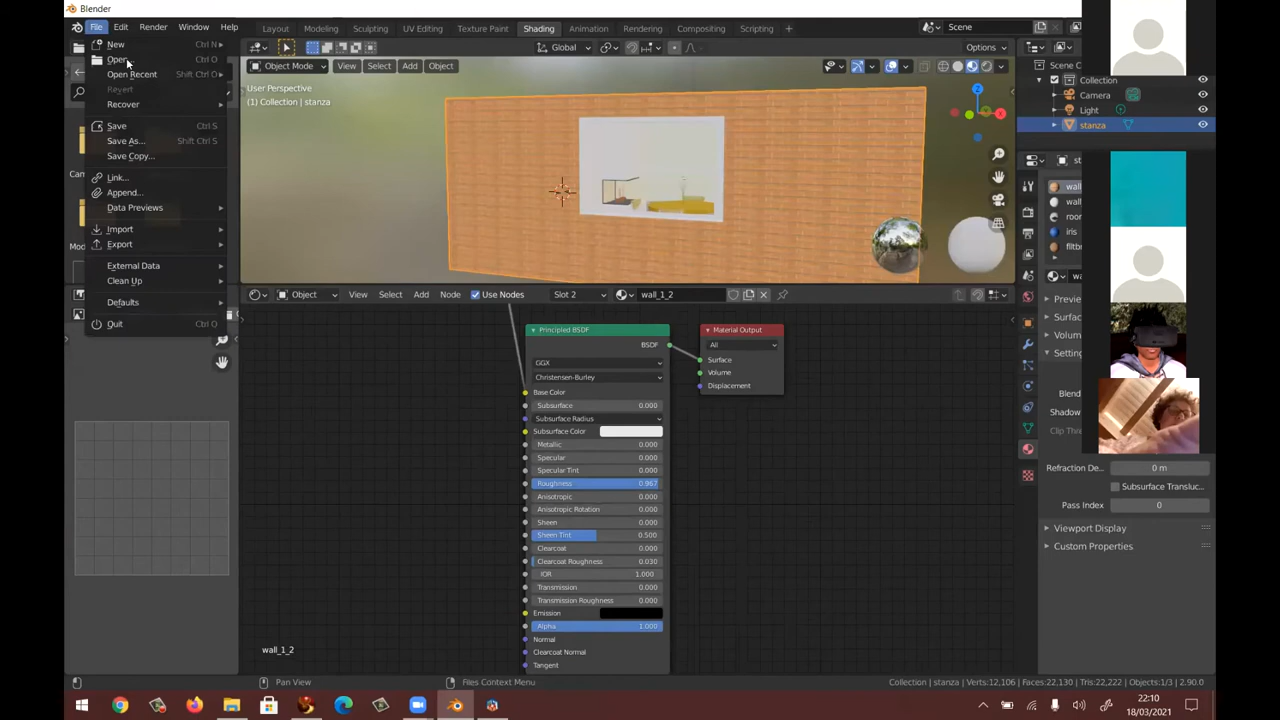 Blender
File Edit Render Window Help
Layout Modeling Sculpting UV Editing Texture Paint Shading Animation Rendering Compositing Scripting
Scene
New Ctrl N
Open... Ctrl O
Open Recent Shift Ctrl O
Revert
Recover
Save Ctrl S
Save As... Shift Ctrl S
Save Copy...
Link...
Append...
Data Previews
Import
Export
External Data
Clean Up
Defaults
Quit Ctrl Q
Global
Options
Object Mode View Select Add Object
User Perspective
(1) Collection | stanza
Z
Scene C
Collection
Camera
Light
stanza
wall
wall
room
iris
Preview
Surfac
Volum
Settin
Blend
Shadow
Clip Thre
Refraction De... 0 m
Subsurface Transluc...
Pass Index 0
Viewport Display
Custom Properties
Object View Select Add Node Use Nodes Slot 2 wall_1_2
Principled BSDF
BSDF
GGX
Christensen-Burley
Base Color
Subsurface 0.000
Subsurface Radius
Subsurface Color
Metallic 0.000
Specular 0.000
Specular Tint 0.000
Roughness 0.967
Anisotropic 0.000
Anisotropic Rotation 0.000
Sheen 0.000
Sheen Tint 0.500
Clearcoat 0.000
Clearcoat Roughness 0.030
IOR 1.000
Transmission 0.000
Transmission Roughness 0.000
Emission
Alpha 1.000
Normal
Clearcoat Normal
Tangent
Material Output
All
Surface
Volume
Displacement
wall_1_2
Pan View Files Context Menu
Collection | stanza | Verts:12,106 | Faces:22,130 | Tris:22,222 | Objects:1/3 | 2.90.0
22:10
18/03/2021